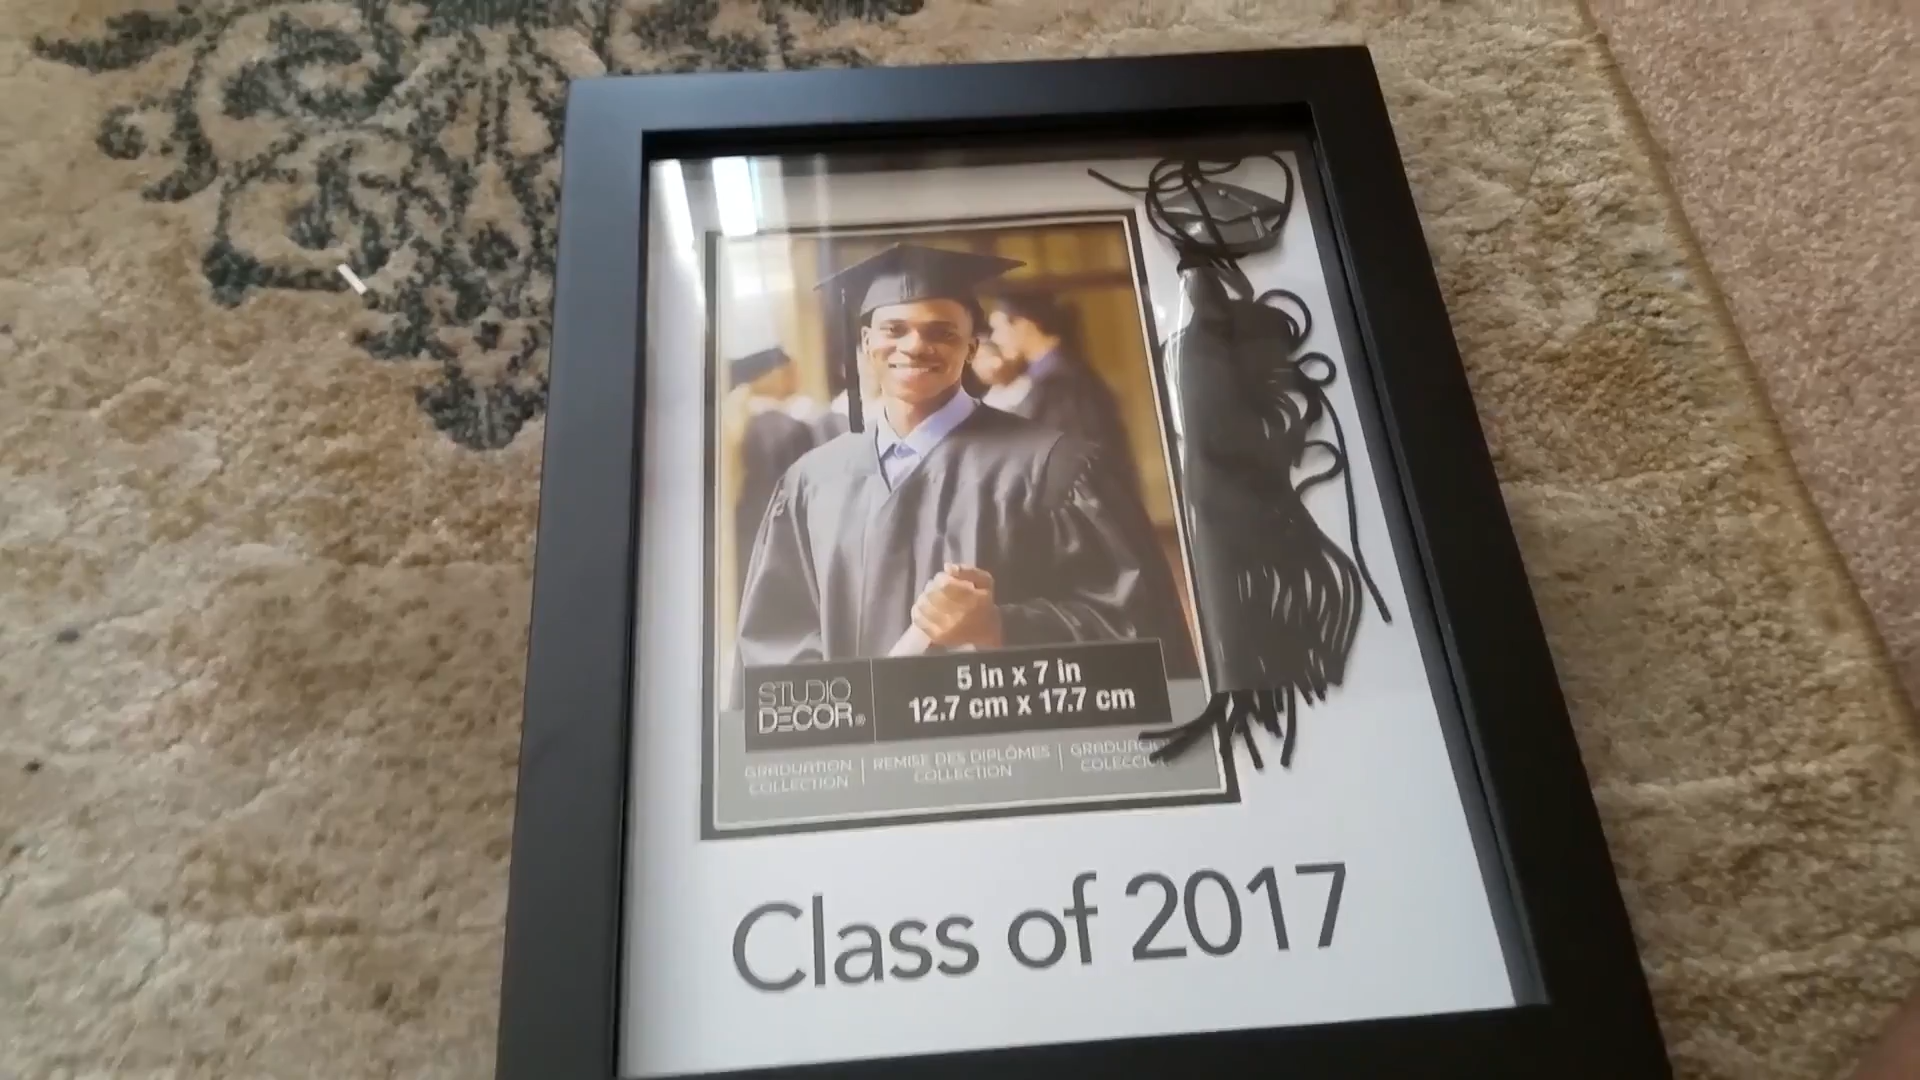 5 in x 7 in
12.7 cm x 17.7 cm
STUDIO
DECOR®
GRADUATION
COLLECTION
REMISE DES DIPLÔMES
COLLECTION
Class of 2017